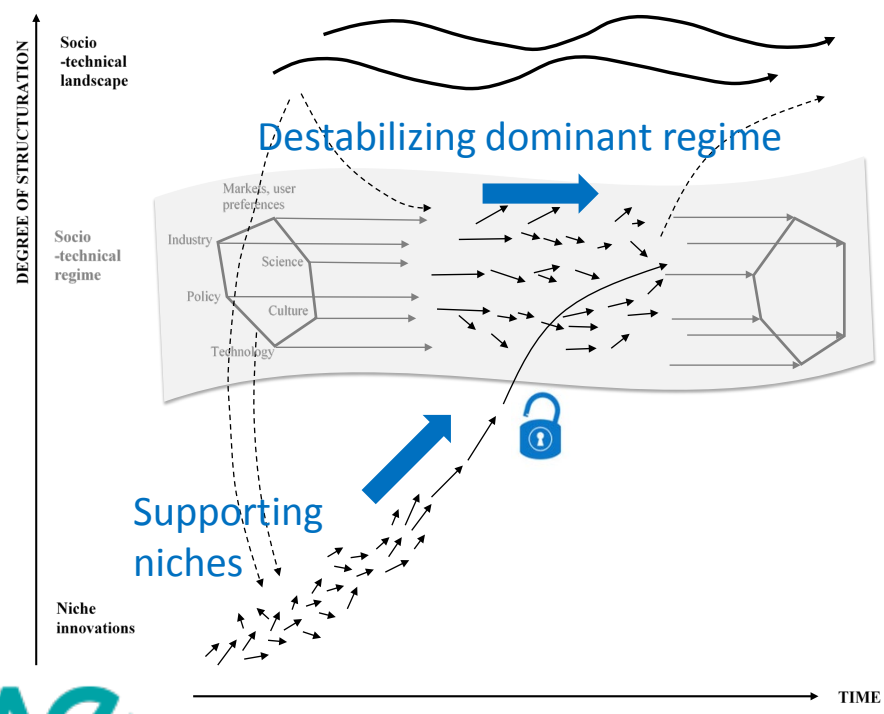 Socio
-technical
landscape
DEGREE OF STRUCTURATION
Destabilizing dominant regime
Markets, user
preferences
Socio
-technical
regime
Industry
Science
Policy
Culture
Technology
Supporting
niches
Niche
innovations
TIME